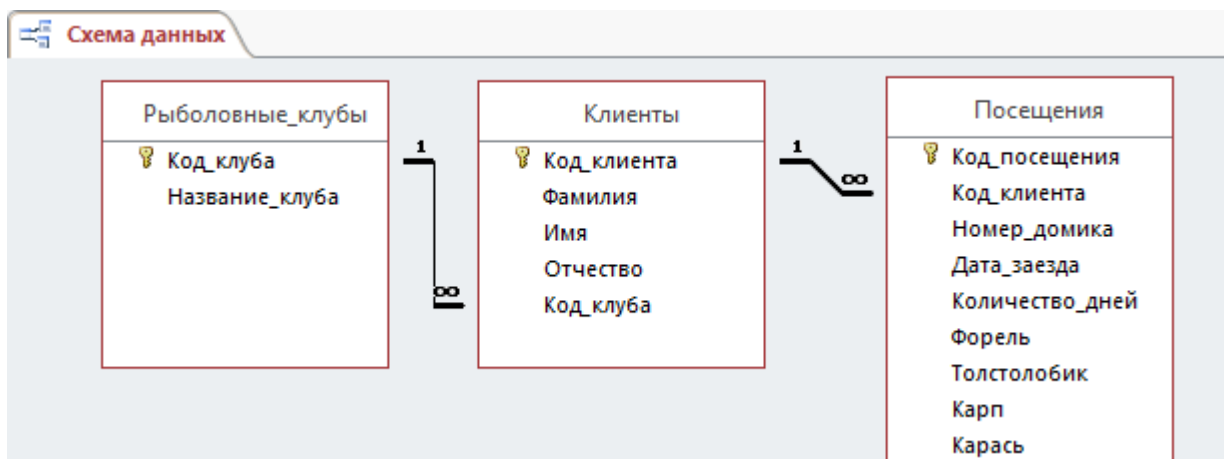 Схема данных
Рыболовные_клубы
Код_клуба
Название_клуба
1
∞
Клиенты
Код_клиента
Фамилия
Имя
Отчество
Код_клуба
1
∞
Посещения
Код_посещения
Код_клиента
Номер_домика
Дата_заезда
Количество_дней
Форель
Толстолобик
Карп
Карась